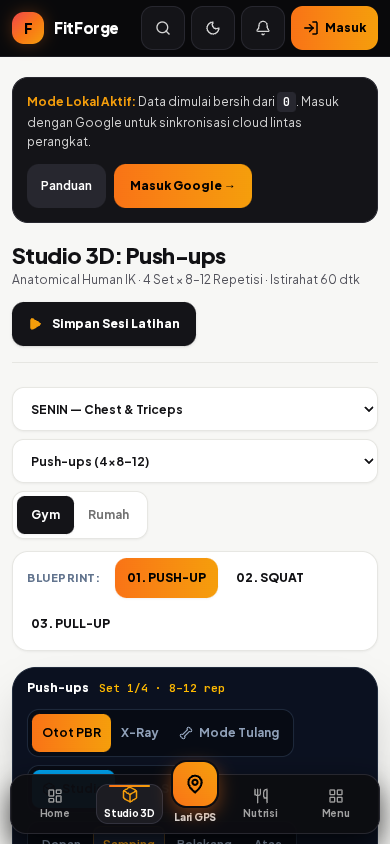 F FitForge Masuk
Mode Lokal Aktif: Data dimulai bersih dari 0. Masuk
dengan Google untuk sinkronisasi cloud lintas
perangkat.
Panduan Masuk Google →
Studio 3D: Push-ups
Anatomical Human IK · 4 Set × 8–12 Repetisi · Istirahat 60 dtk
Simpan Sesi Latihan
SENIN — Chest & Triceps
Push-ups (4×8–12)
Gym Rumah
BLUEPRINT: 01. PUSH-UP 02. SQUAT
03. PULL-UP
Push-ups Set 1/4 · 8–12 rep
Otot PBR X-Ray Mode Tulang
Home Studio 3D Lari GPS Nutrisi Menu
Depan Samping Belakang Atas